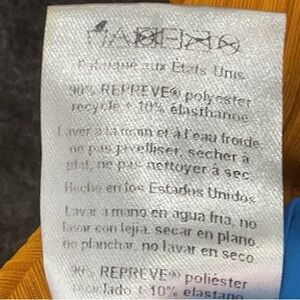 Fabriqué aux États Unis
90% REPREVE® polyester
recyclé + 10% élasthanne
Laver à la main et à l'eau froide,
ne pas javelliser, sécher à
plat, ne pas nettoyer à sec.
Hecho en los Estados Unidos
Lavar a mano en agua fría, no
lavar con lejía, secar en plano,
no planchar, no lavar en seco
90% REPREVE® poliéster
reciclado + 10% elastano